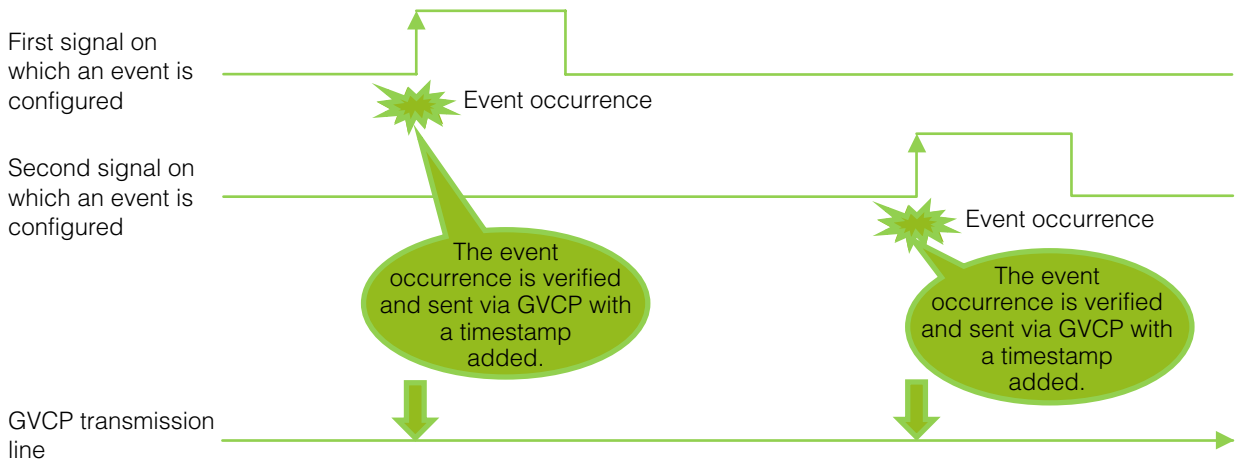 First signal on
which an event is
configured
Event occurrence
Second signal on
which an event is
configured
Event occurrence
The event
occurrence is verified
and sent via GVCP with
a timestamp
added.
The event
occurrence is verified
and sent via GVCP with
a timestamp
added.
GVCP transmission
line